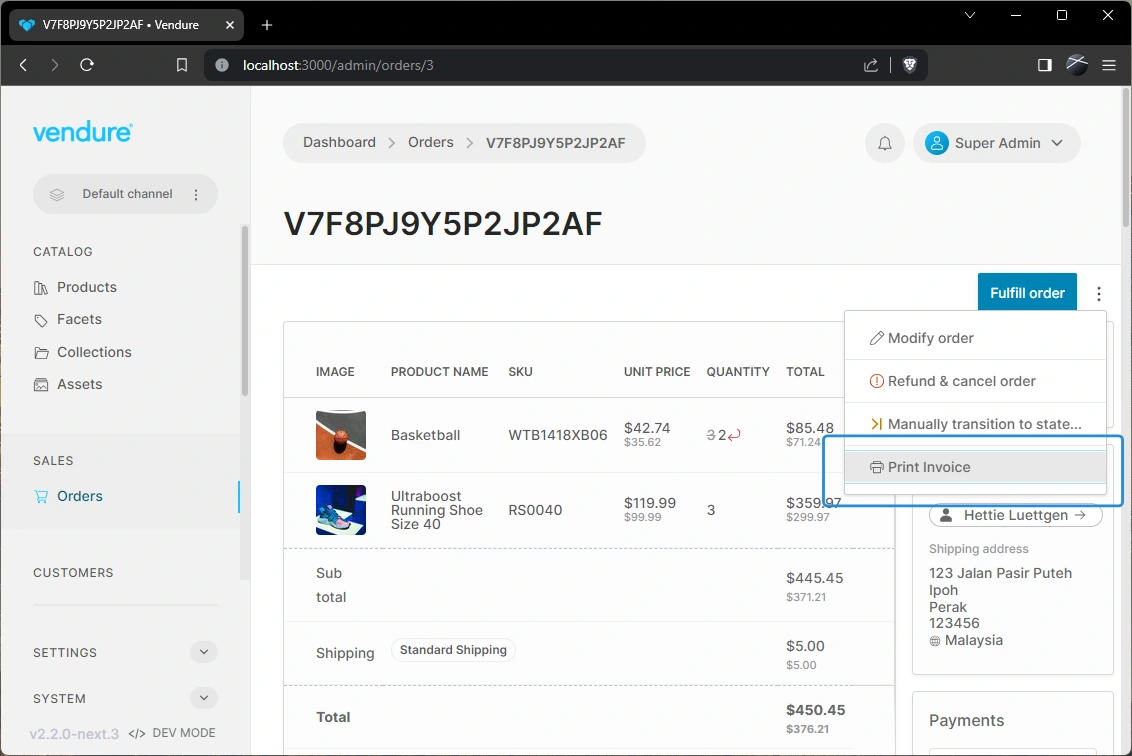 V7F8PJ9Y5P2JP2AF • Vendure
localhost:3000/admin/orders/3
vendure
Default channel
CATALOG
Products
Facets
Collections
Assets
SALES
Orders
CUSTOMERS
SETTINGS
SYSTEM
v2.2.0-next.3 </> DEV MODE
Dashboard > Orders > V7F8PJ9Y5P2JP2AF
Super Admin
V7F8PJ9Y5P2JP2AF
Fulfill order
Modify order
Refund & cancel order
Manually transition to state...
Print Invoice
IMAGE PRODUCT NAME SKU UNIT PRICE QUANTITY TOTAL
Basketball WTB1418XB06 $42.74 3 2 $85.48
$35.62 $71.24
Ultraboost
Running Shoe
Size 40
RS0040 $119.99 3 $359.97
$99.99 $299.97
Sub
total
$445.45
$371.21
Shipping Standard Shipping $5.00
$5.00
Total $450.45
$376.21
Hettie Luettgen
Shipping address
123 Jalan Pasir Puteh
Ipoh
Perak
123456
Malaysia
Payments